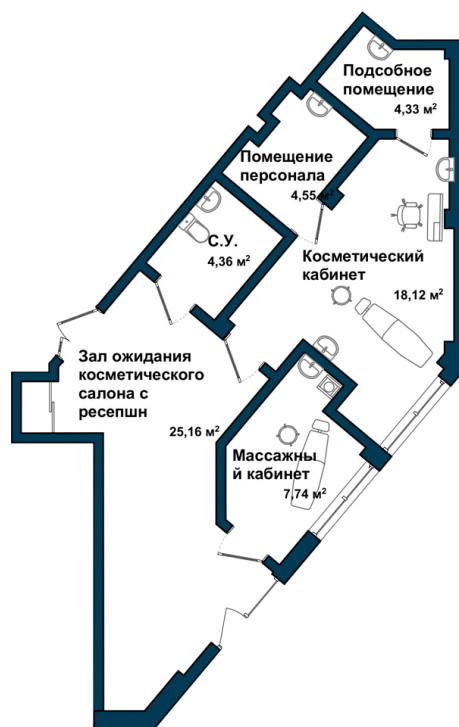 Подсобное
помещение
4,33 м²
Помещение
персонала
4,55 м²
С.У.
4,36 м²
Косметический
кабинет
18,12 м²
Зал ожидания
косметического
салона с
ресепшн
25,16 м²
Массажны
й кабинет
7,74 м²